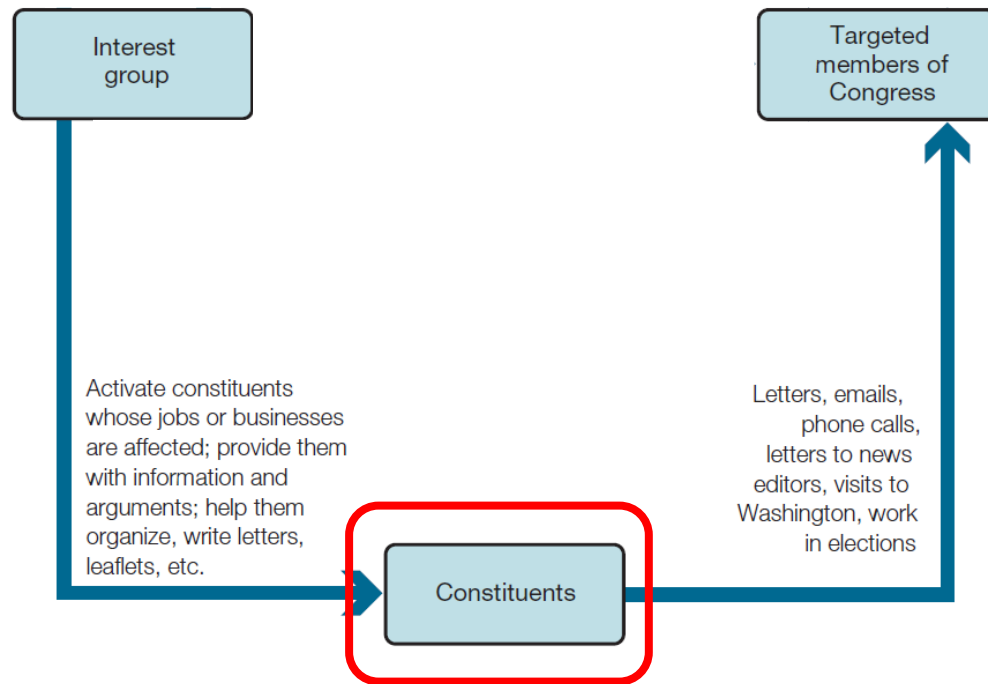 Interest
group
Targeted
members of
Congress
Activate constituents
whose jobs or businesses
are affected; provide them
with information and
arguments; help them
organize, write letters,
leaflets, etc.
Letters, emails,
phone calls,
letters to news
editors, visits to
Washington, work
in elections
Constituents